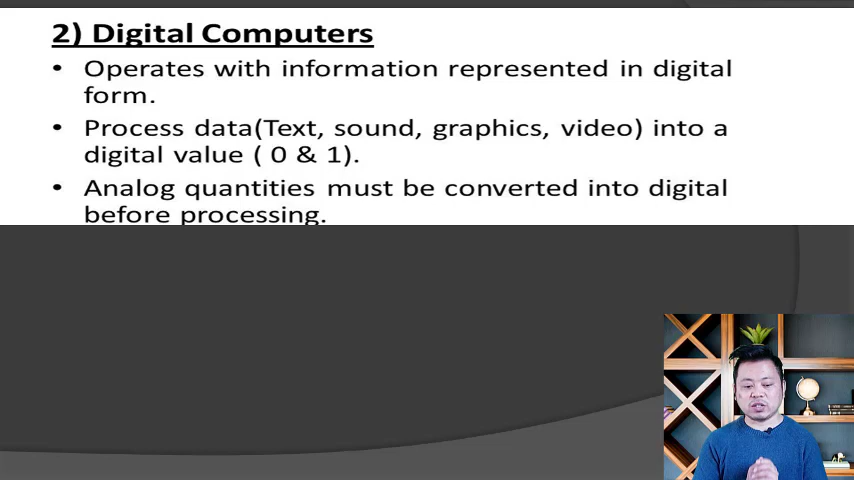 2) Digital Computers
• Operates with information represented in digital
form.
• Process data(Text, sound, graphics, video) into a
digital value ( 0 & 1).
• Analog quantities must be converted into digital
before processing.